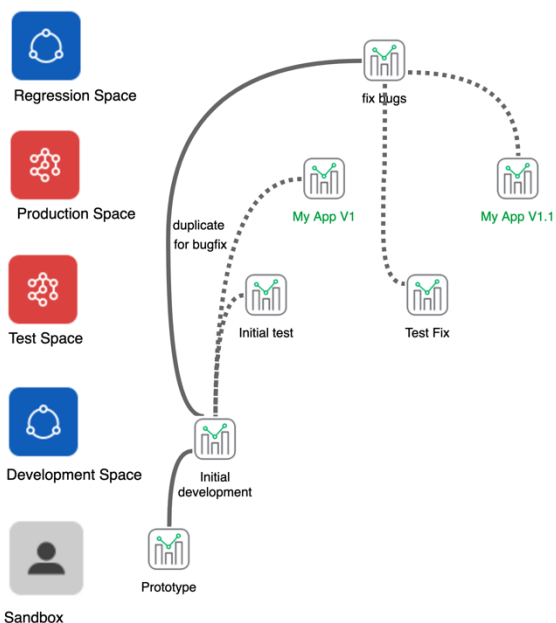 Regression Space
fix bugs
Production Space
My App V1
My App V1.1
duplicate
for bugfix
Test Space
Initial test
Test Fix
Development Space
Initial
development
Prototype
Sandbox